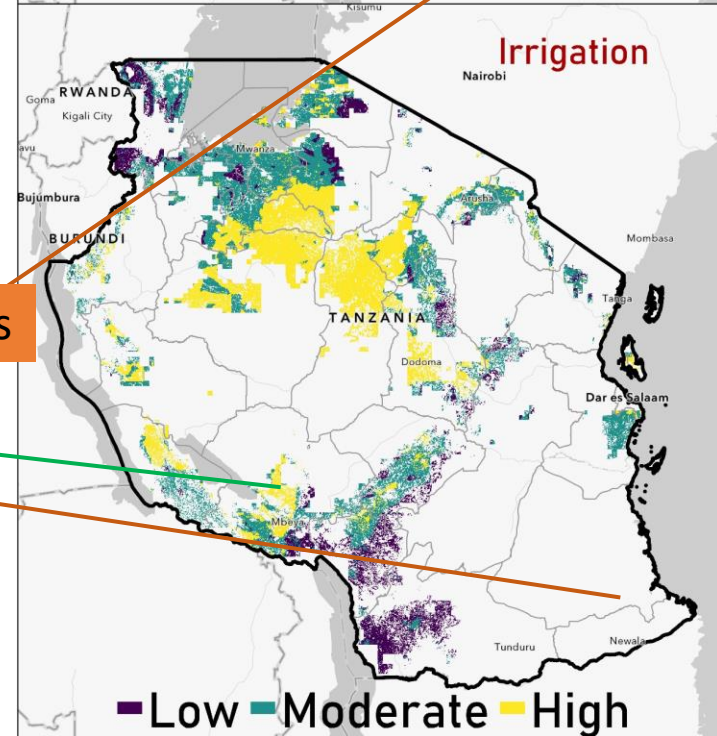 Kisumu
Irrigation
Nairobi
Goma
RWANDA
Kigali City
avu
Mwanza
Bujumbura
Arusha
BURUNDI
Mombasa
Tanga
s
TANZANIA
Dodoma
Dar es Salaam
Mbeya
Tunduru
Newala
Low Moderate High